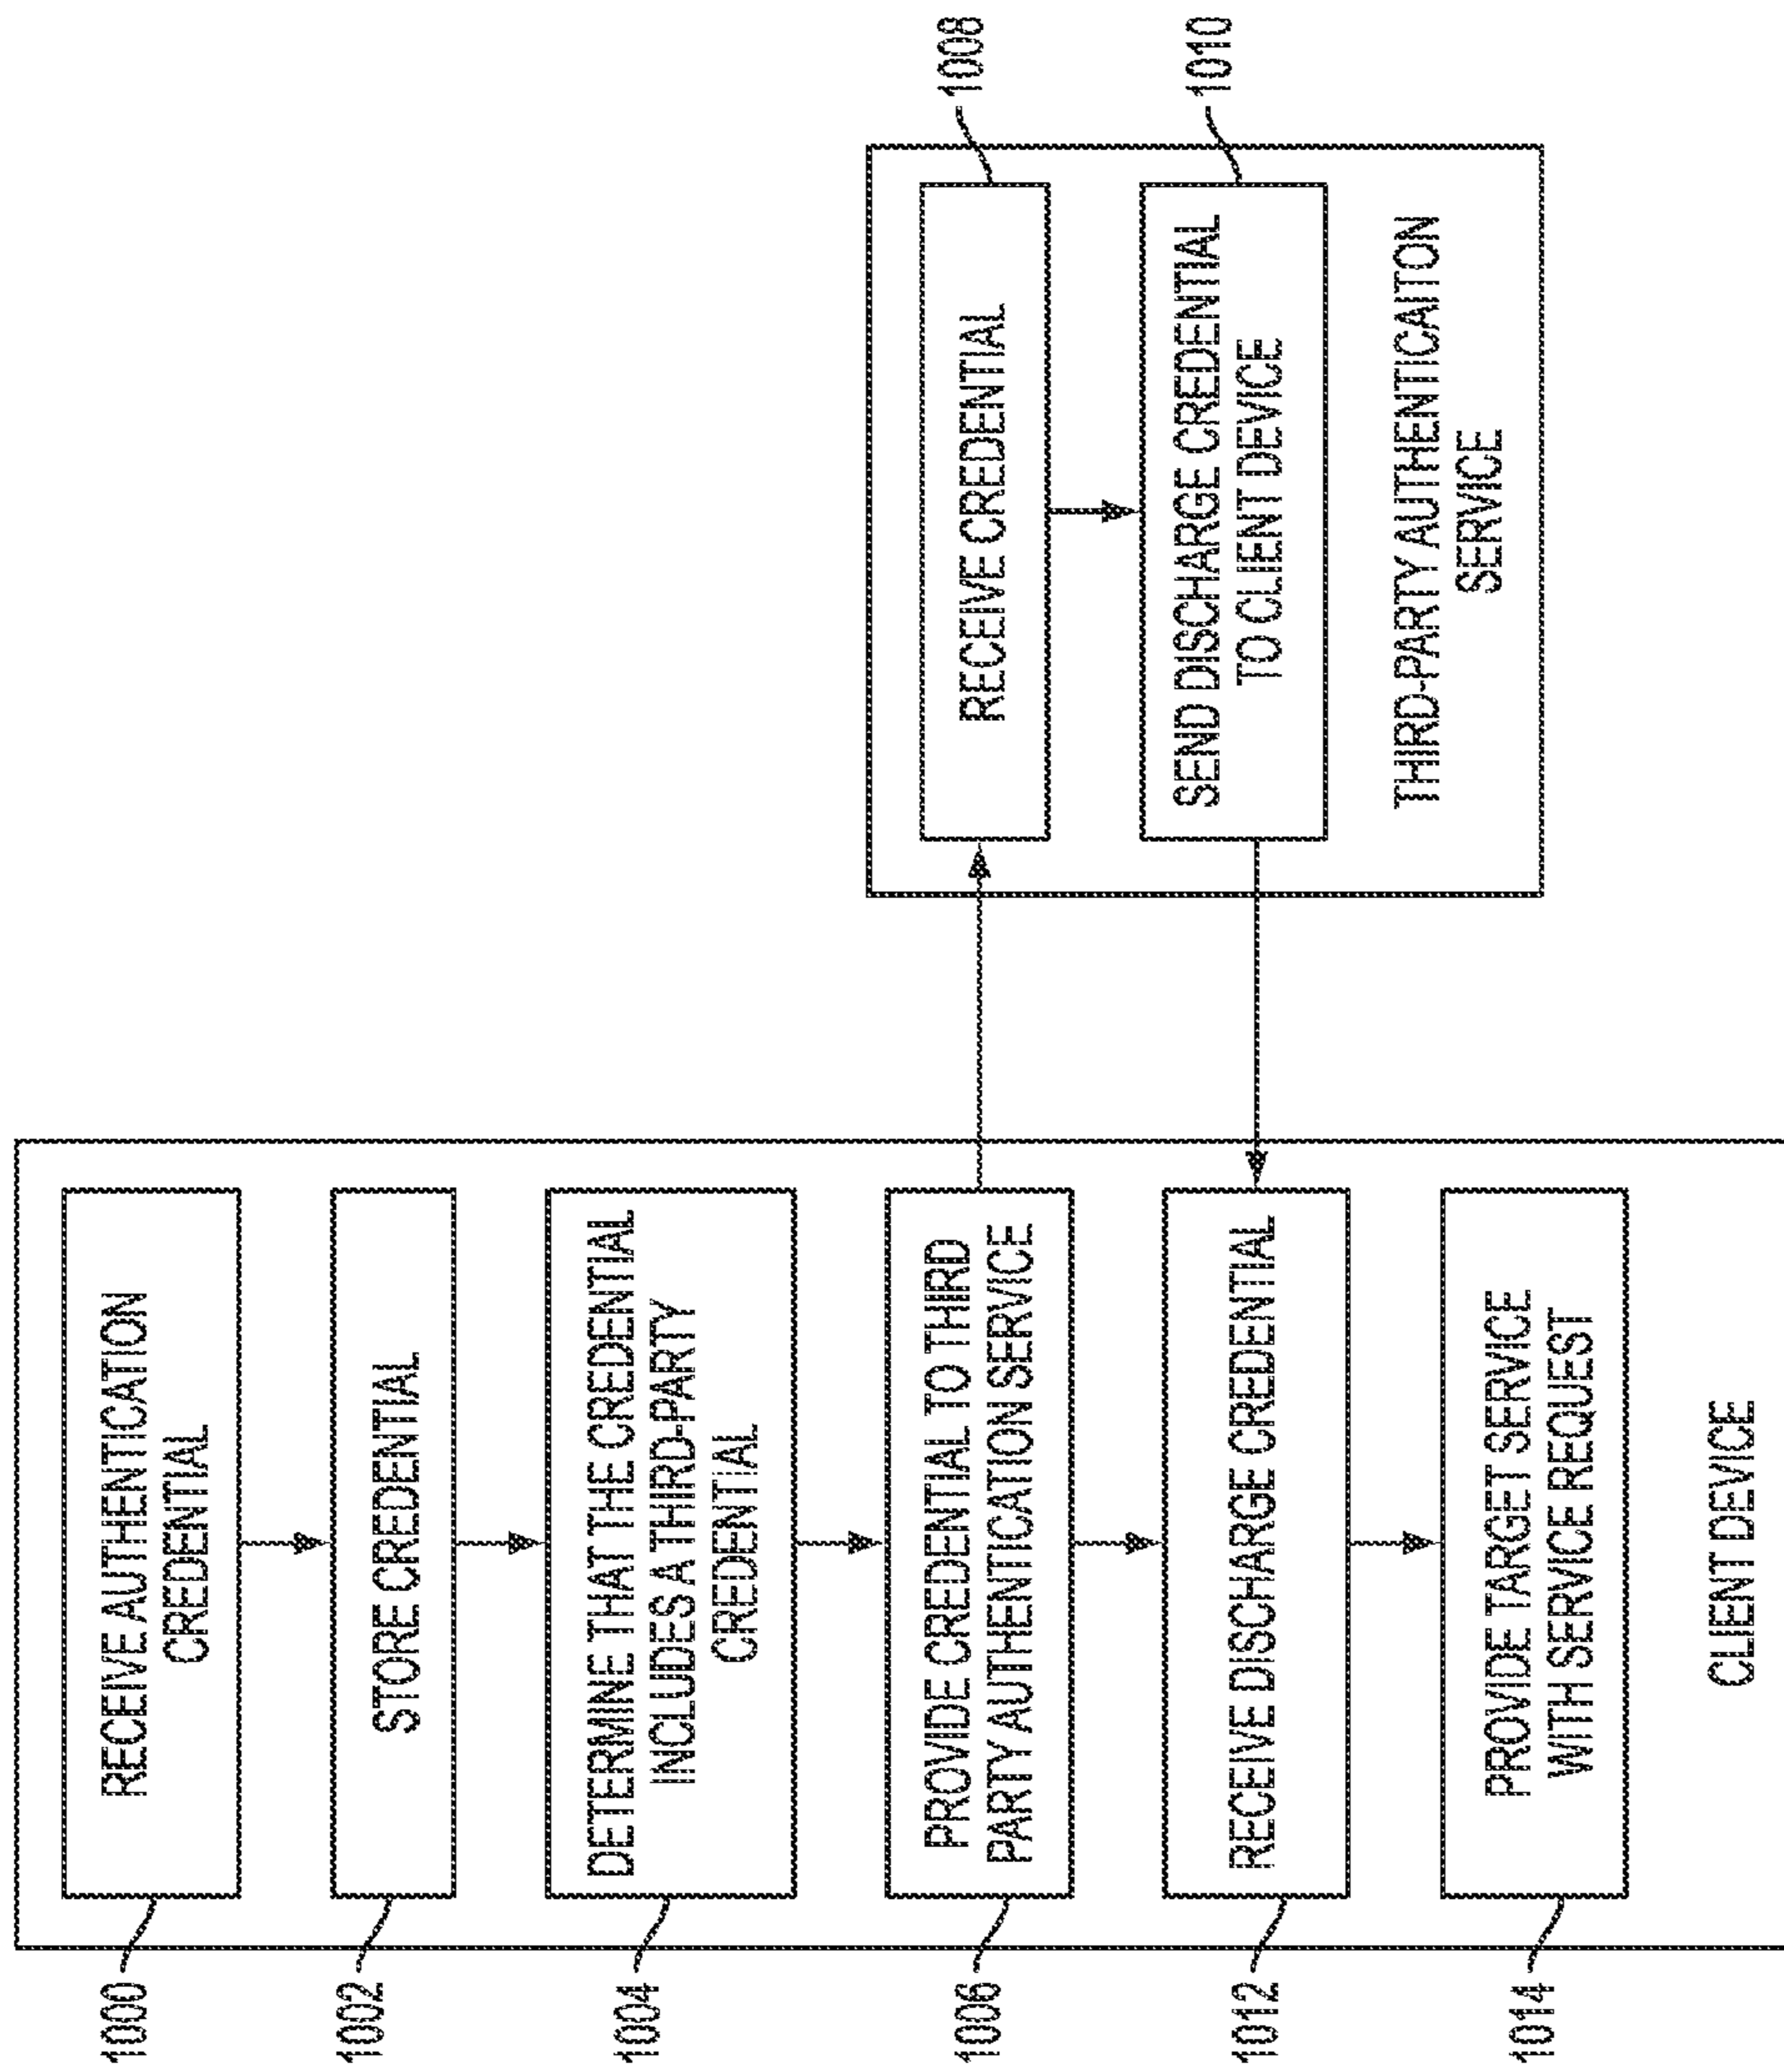 1000
RECEIVE AUTHENTICATION
CREDENTIAL
1002
STORE CREDENTIAL
1004
DETERMINE THAT THE CREDENTIAL
INCLUDES A THIRD-PARTY
CREDENTIAL
1006
PROVIDE CREDENTIAL TO THIRD
PARTY AUTHENTICATION SERVICE
1012
RECEIVE DISCHARGE CREDENTIAL
1014
PROVIDE TARGET SERVICE
WITH SERVICE REQUEST
CLIENT DEVICE
RECEIVE CREDENTIAL
1008
SEND DISCHARGE CREDENTIAL
TO CLIENT DEVICE
1010
THIRD-PARTY AUTHENTICAITON
SERVICE